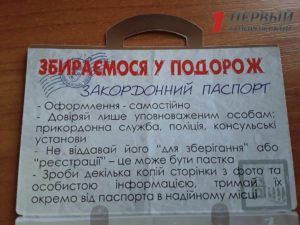 1 ПЕРВЫЙ
ЗБИРАЄМОСЯ У ПОДОРОЖ
ЗАКОРДОННИЙ ПАСПОРТ
- Оформлення - самостійно
- Довіряй лише уповноваженим особам:
прикордонна служба, поліція, консульські
установи
- Не віддавай його "для зберігання" або
"реєстрації" – це може бути пастка
- Зроби декілька копій сторінки з фото та
особистою інформацією, тримай їх
окремо від паспорта в надійному місці